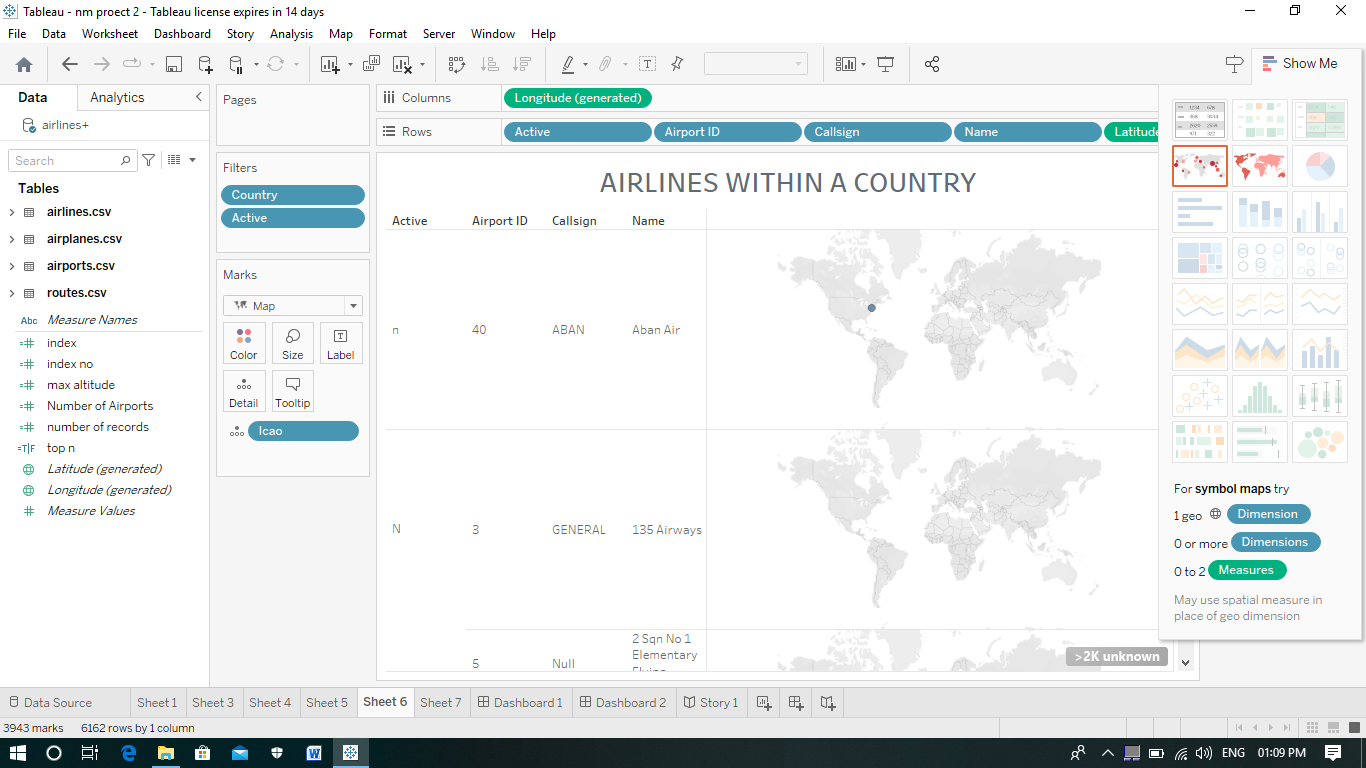 Tableau - nm proect 2 - Tableau license expires in 14 days
File Data Worksheet Dashboard Story Analysis Map Format Server Window Help
Show Me
Data Analytics
airlines+
Search
Tables
airlines.csv
airplanes.csv
airports.csv
routes.csv
Abc Measure Names
index
index no
max altitude
Number of Airports
number of records
T|F top n
Latitude (generated)
Longitude (generated)
Measure Values
Pages
Filters
Country
Active
Marks
Map
Color Size Label
Detail Tooltip
Icao
Columns Longitude (generated)
Rows Active Airport ID Callsign Name Latitude
AIRLINES WITHIN A COUNTRY
Active Airport ID Callsign Name
n 40 ABAN Aban Air
N 3 GENERAL 135 Airways
5 Null 2 Sqn No 1
Elementary
>2K unknown
For symbol maps try
1 geo Dimension
0 or more Dimensions
0 to 2 Measures
May use spatial measure in
place of geo dimension
Data Source Sheet 1 Sheet 3 Sheet 4 Sheet 5 Sheet 6 Sheet 7 Dashboard 1 Dashboard 2 Story 1
3943 marks 6162 rows by 1 column
ENG 01:09 PM